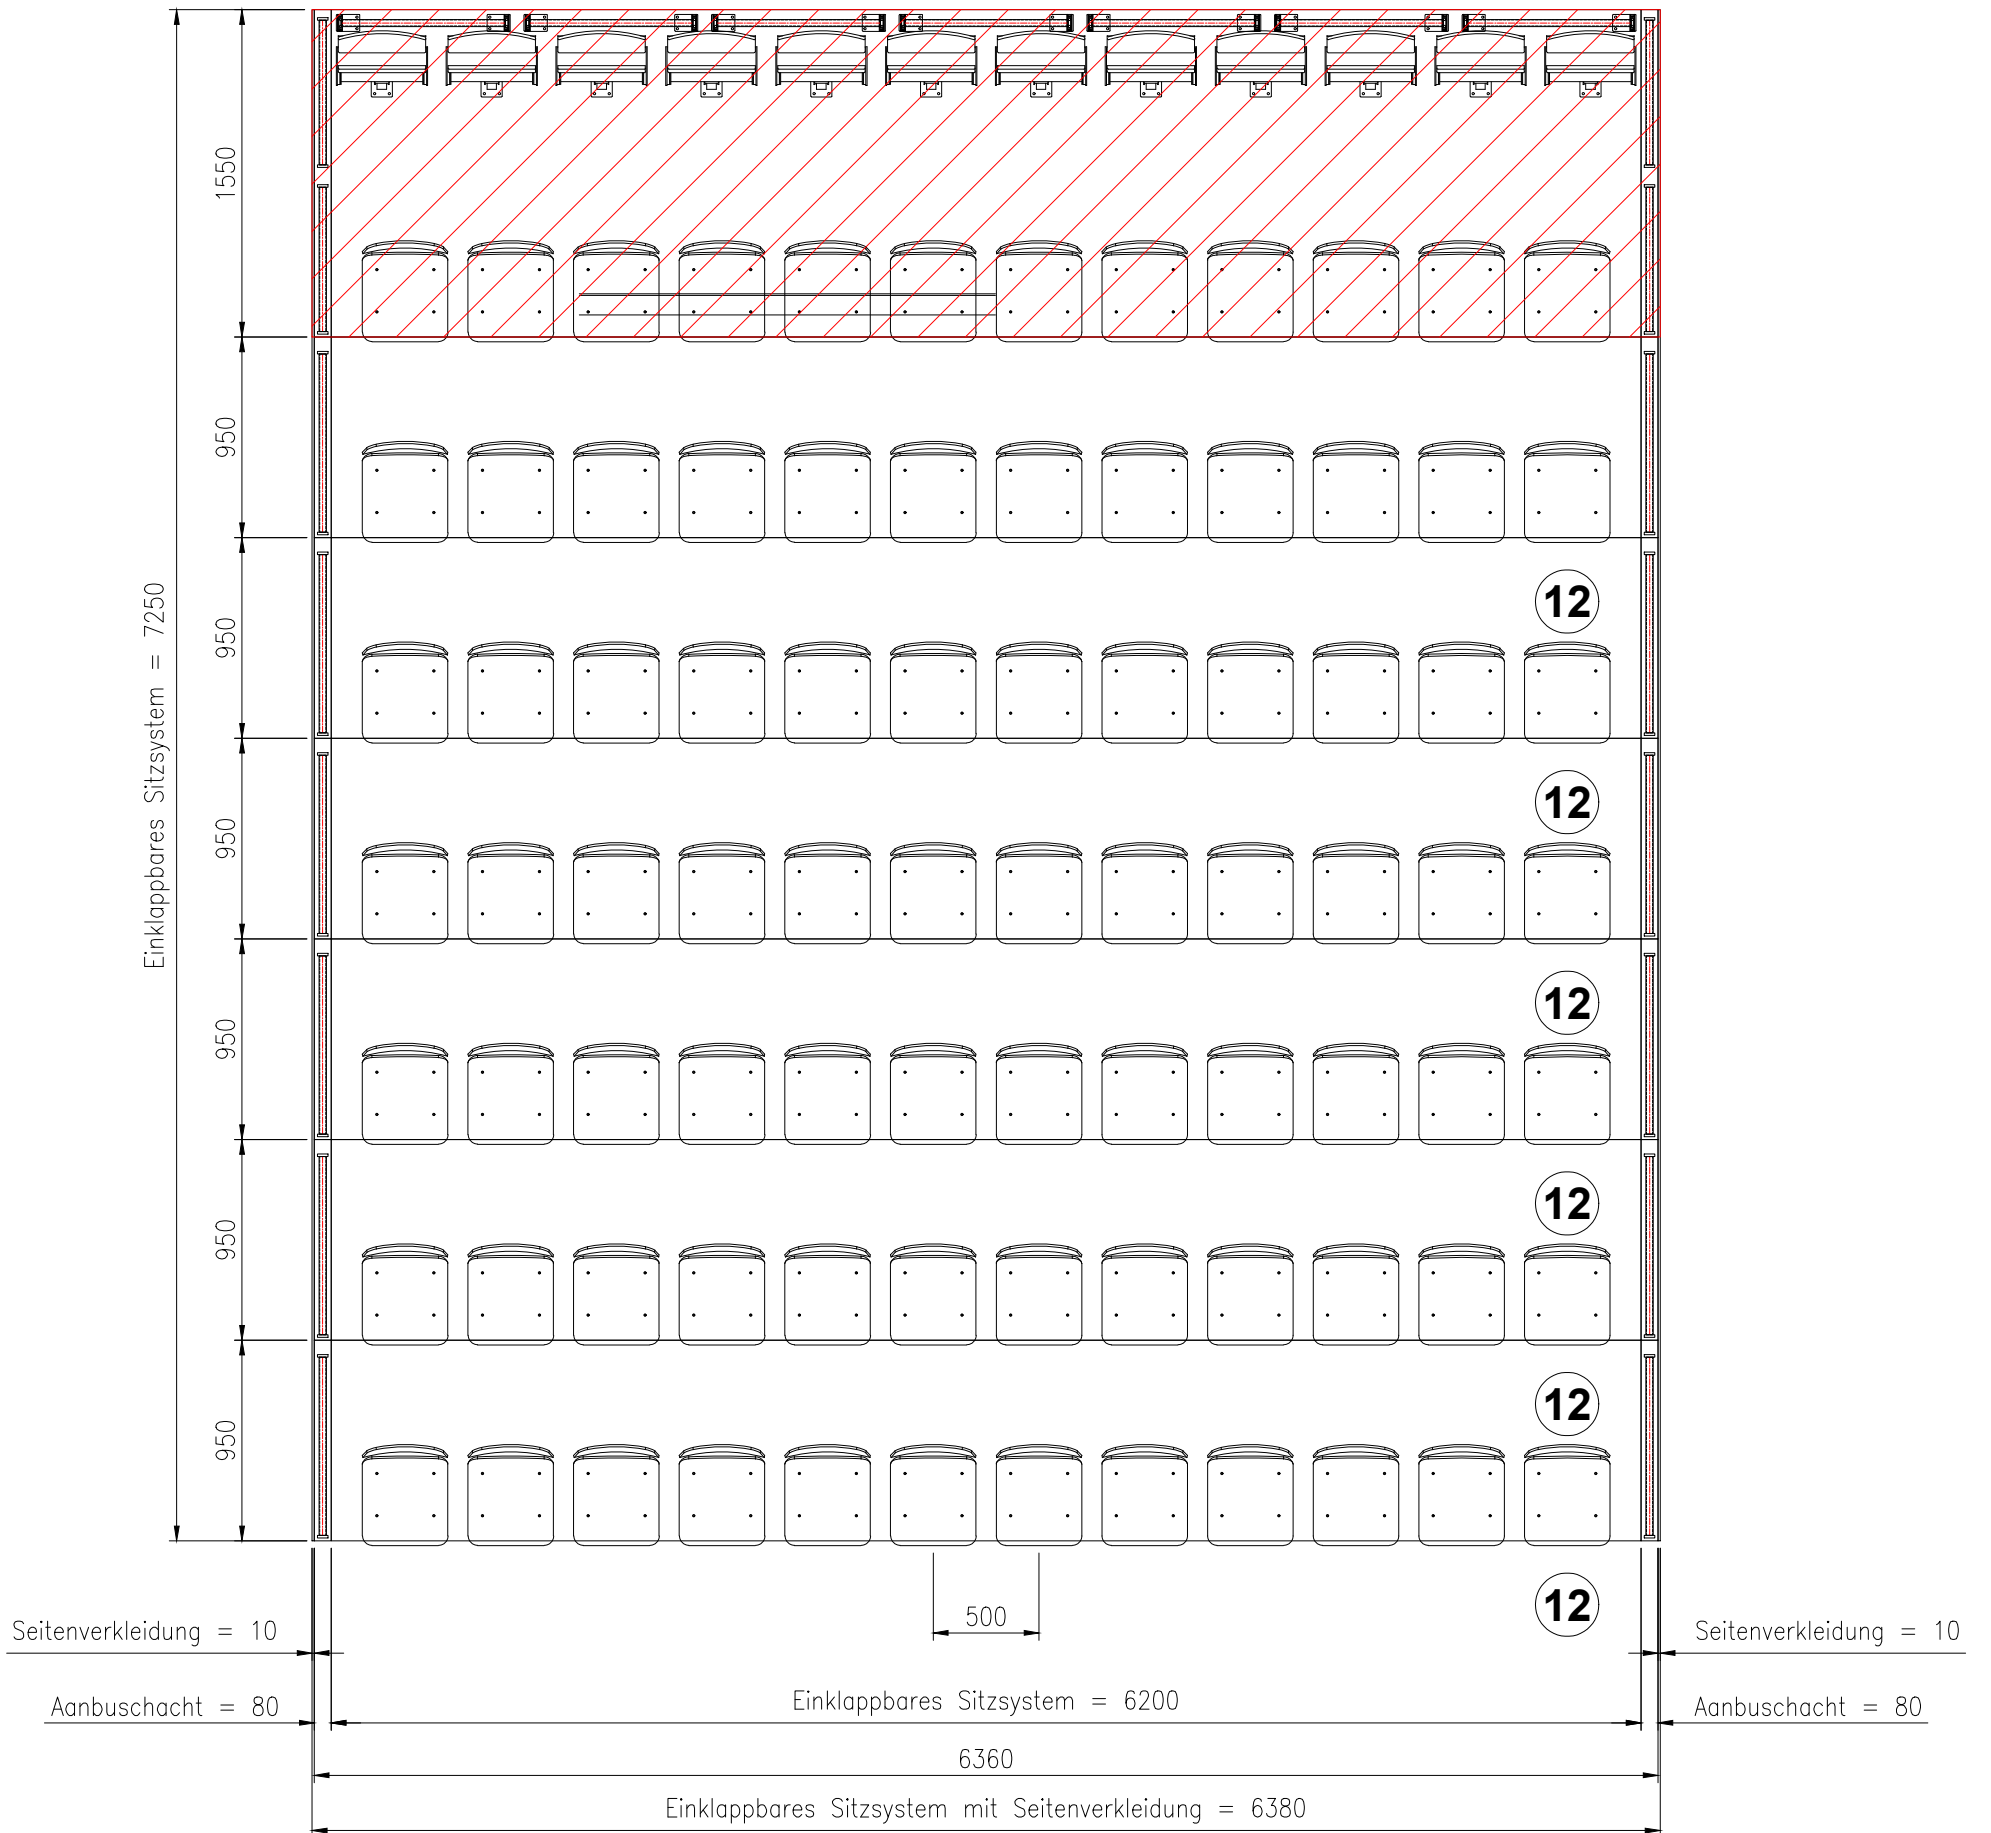 1550
950
950
950
950
950
950
Einklappbares Sitzsystem = 7250
12
12
12
12
12
12
500
Seitenverkleidung = 10
Seitenverkleidung = 10
Aanbuschacht = 80
Einklappbares Sitzsystem = 6200
Aanbuschacht = 80
6360
Einklappbares Sitzsystem mit Seitenverkleidung = 6380